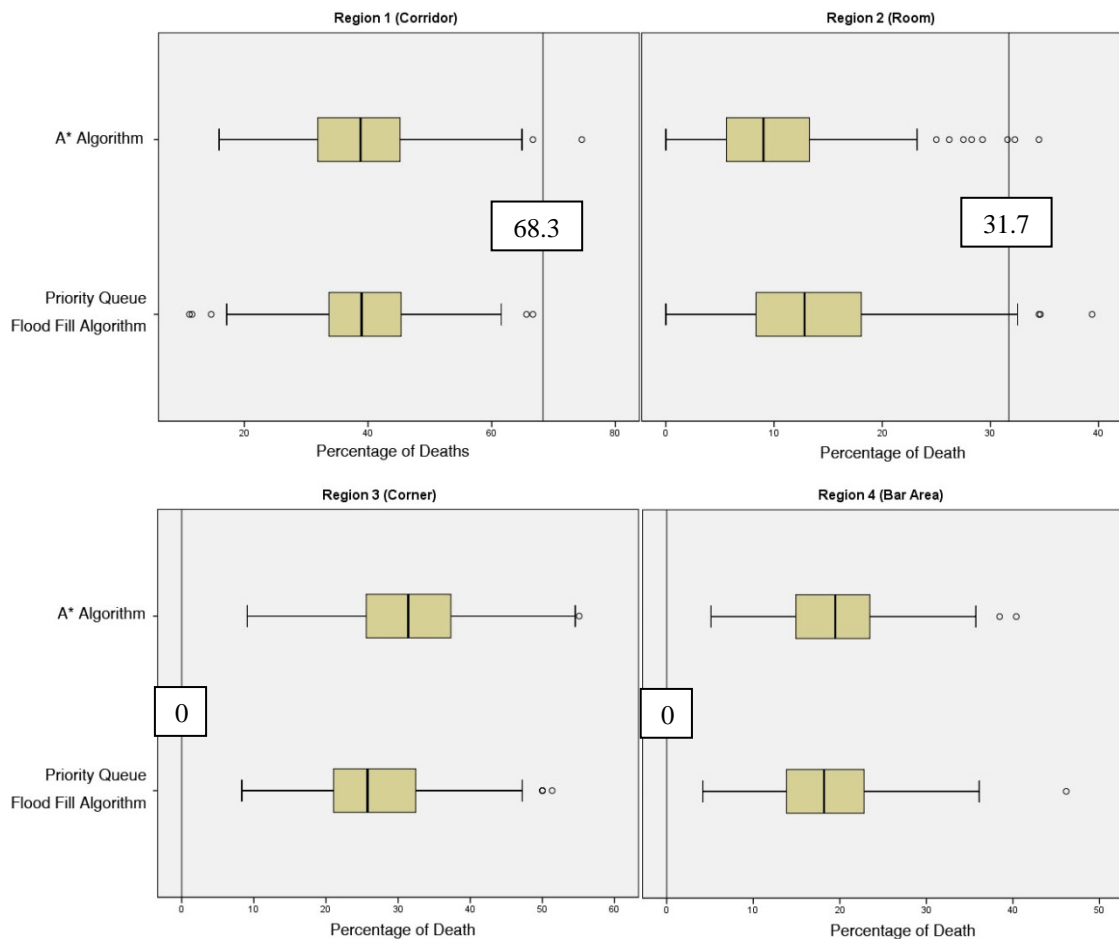 Region 1 (Corridor)
Region 2 (Room)
A* Algorithm
68.3
31.7
Priority Queue
Flood Fill Algorithm
20 40 60 80
0 10 20 30 40
Percentage of Deaths
Percentage of Death
Region 3 (Corner)
Region 4 (Bar Area)
A* Algorithm
0
0
Priority Queue
Flood Fill Algorithm
0 10 20 30 40 50 60
0 10 20 30 40 50
Percentage of Death
Percentage of Death